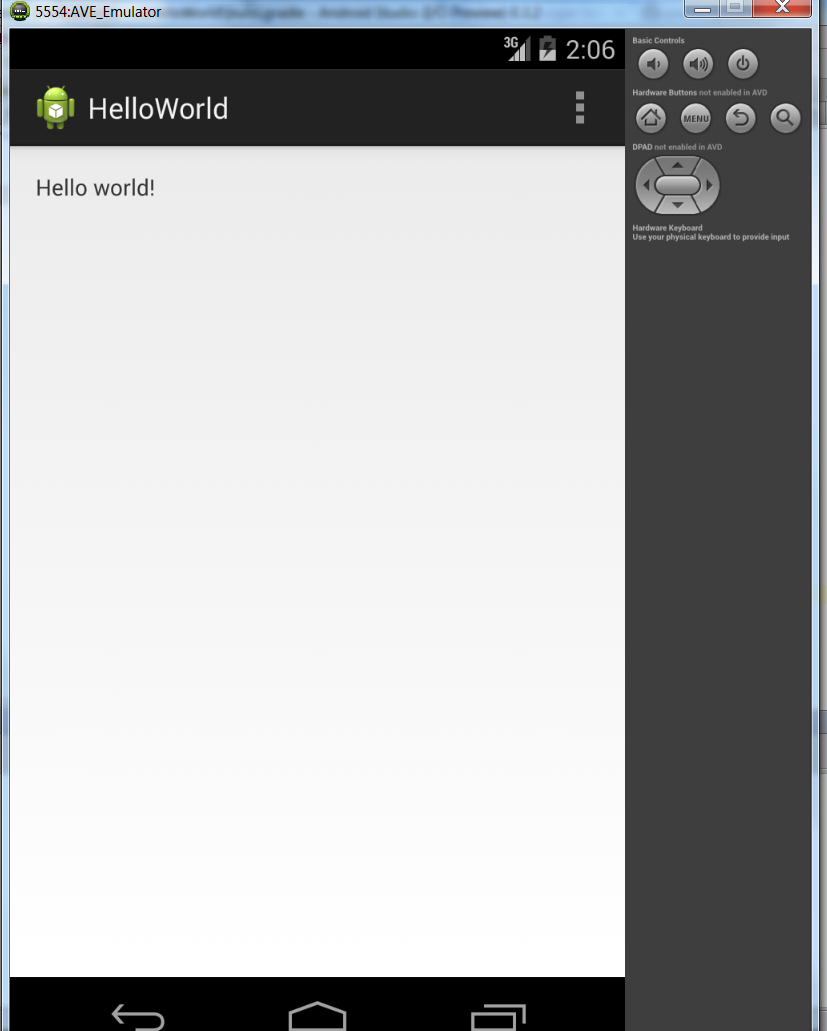 5554:AVE_Emulator
3G 2:06
HelloWorld
Hello world!
Basic Controls
Hardware Buttons not enabled in AVD
MENU
DPAD not enabled in AVD
Hardware Keyboard
Use your physical keyboard to provide input